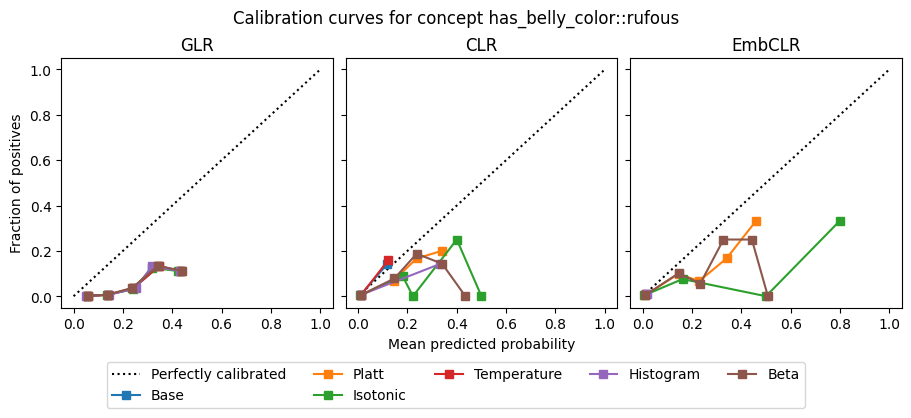 Calibration curves for concept has_belly_color::rufous
GLR
CLR
EmbCLR
Fraction of positives
1.0
0.8
0.6
0.4
0.2
0.0
0.0 0.2 0.4 0.6 0.8 1.0
0.0 0.2 0.4 0.6 0.8 1.0
0.0 0.2 0.4 0.6 0.8 1.0
Mean predicted probability
Perfectly calibrated
Base
Platt
Isotonic
Temperature
Histogram
Beta